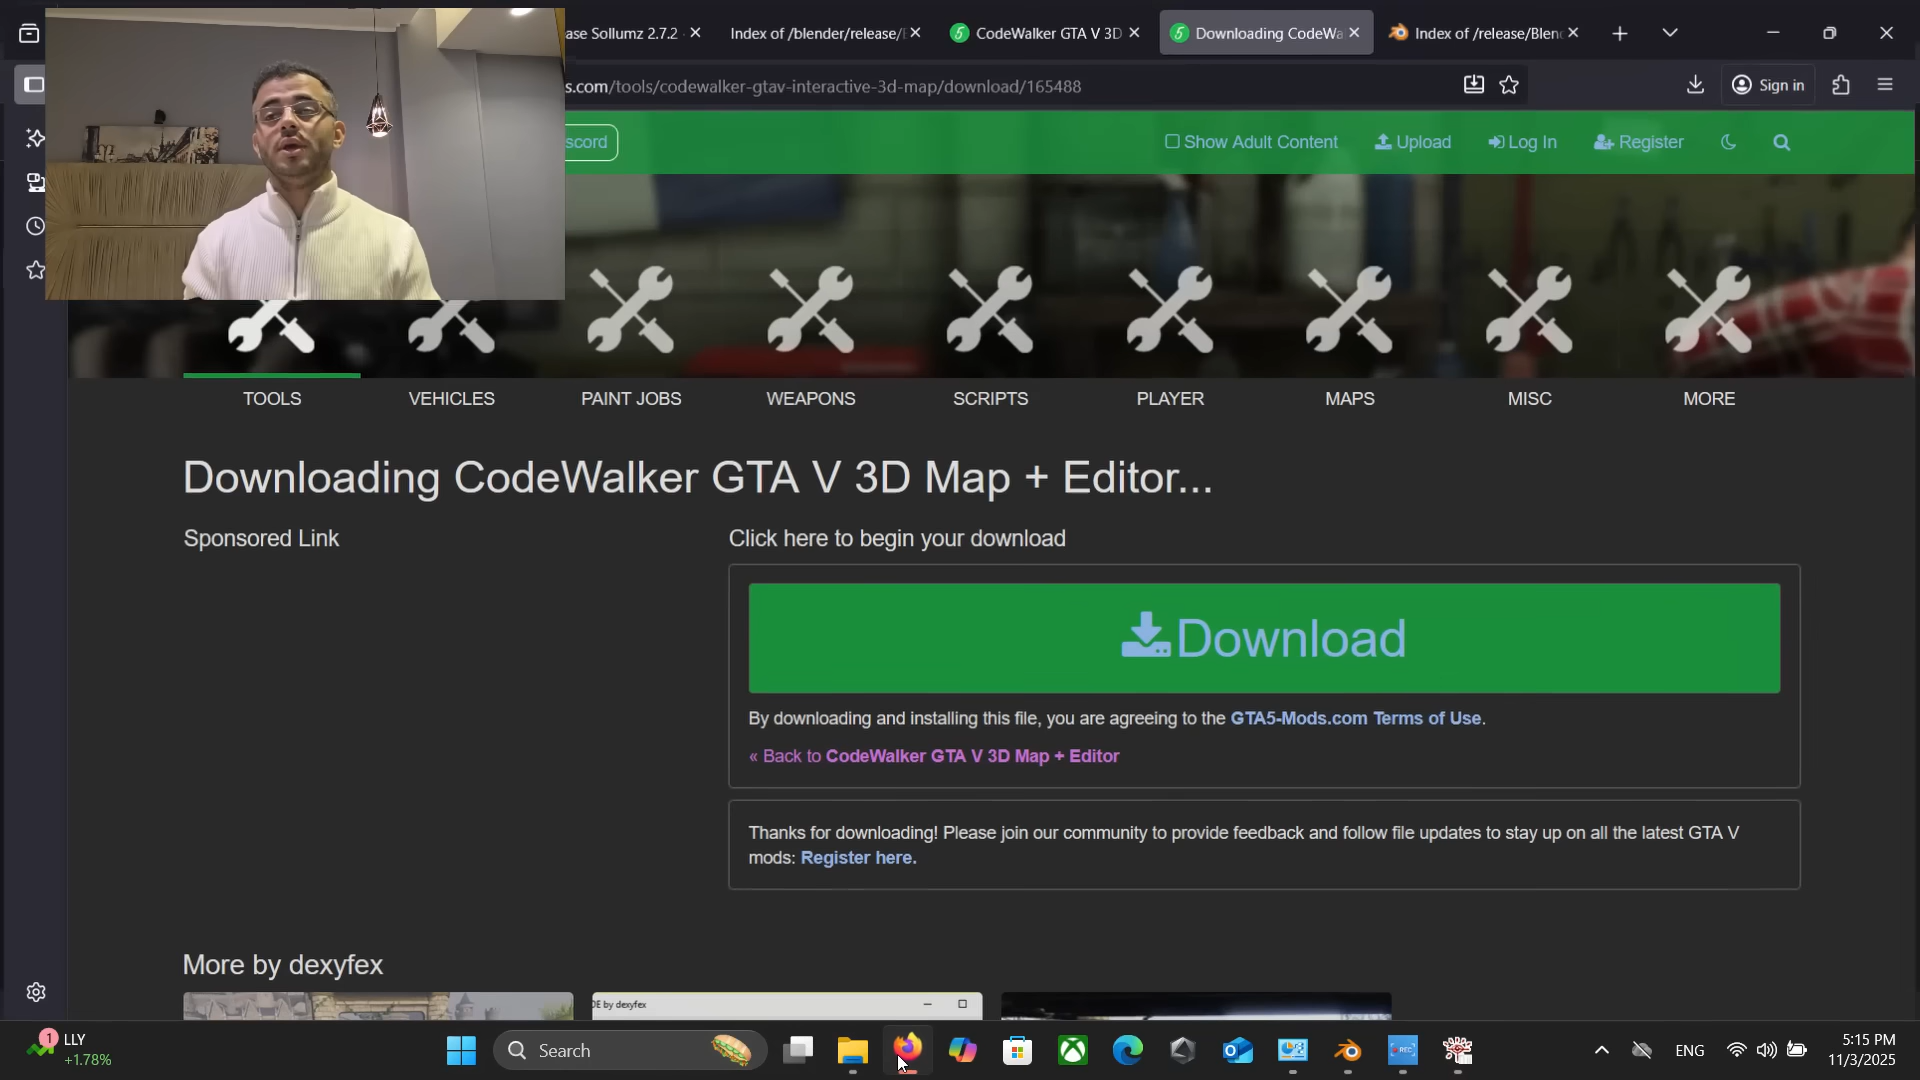 ase Sollumz 2.7.2
Index of /blender/release/
CodeWalker GTA V 3D
Downloading CodeWa
Index of /release/Blen
s.com/tools/codewalker-gtav-interactive-3d-map/download/165488
Sign in
scord
Show Adult Content
Upload
Log In
Register
TOOLS
VEHICLES
PAINT JOBS
WEAPONS
SCRIPTS
PLAYER
MAPS
MISC
MORE
Downloading CodeWalker GTA V 3D Map + Editor...
Sponsored Link
Click here to begin your download
Download
By downloading and installing this file, you are agreeing to the GTA5-Mods.com Terms of Use.
« Back to CodeWalker GTA V 3D Map + Editor
Thanks for downloading! Please join our community to provide feedback and follow file updates to stay up on all the latest GTA V
mods: Register here.
More by dexyfex
DE by dexyfex
1
LLY
+1.78%
Search
REC
ENG
5:15 PM
11/3/2025